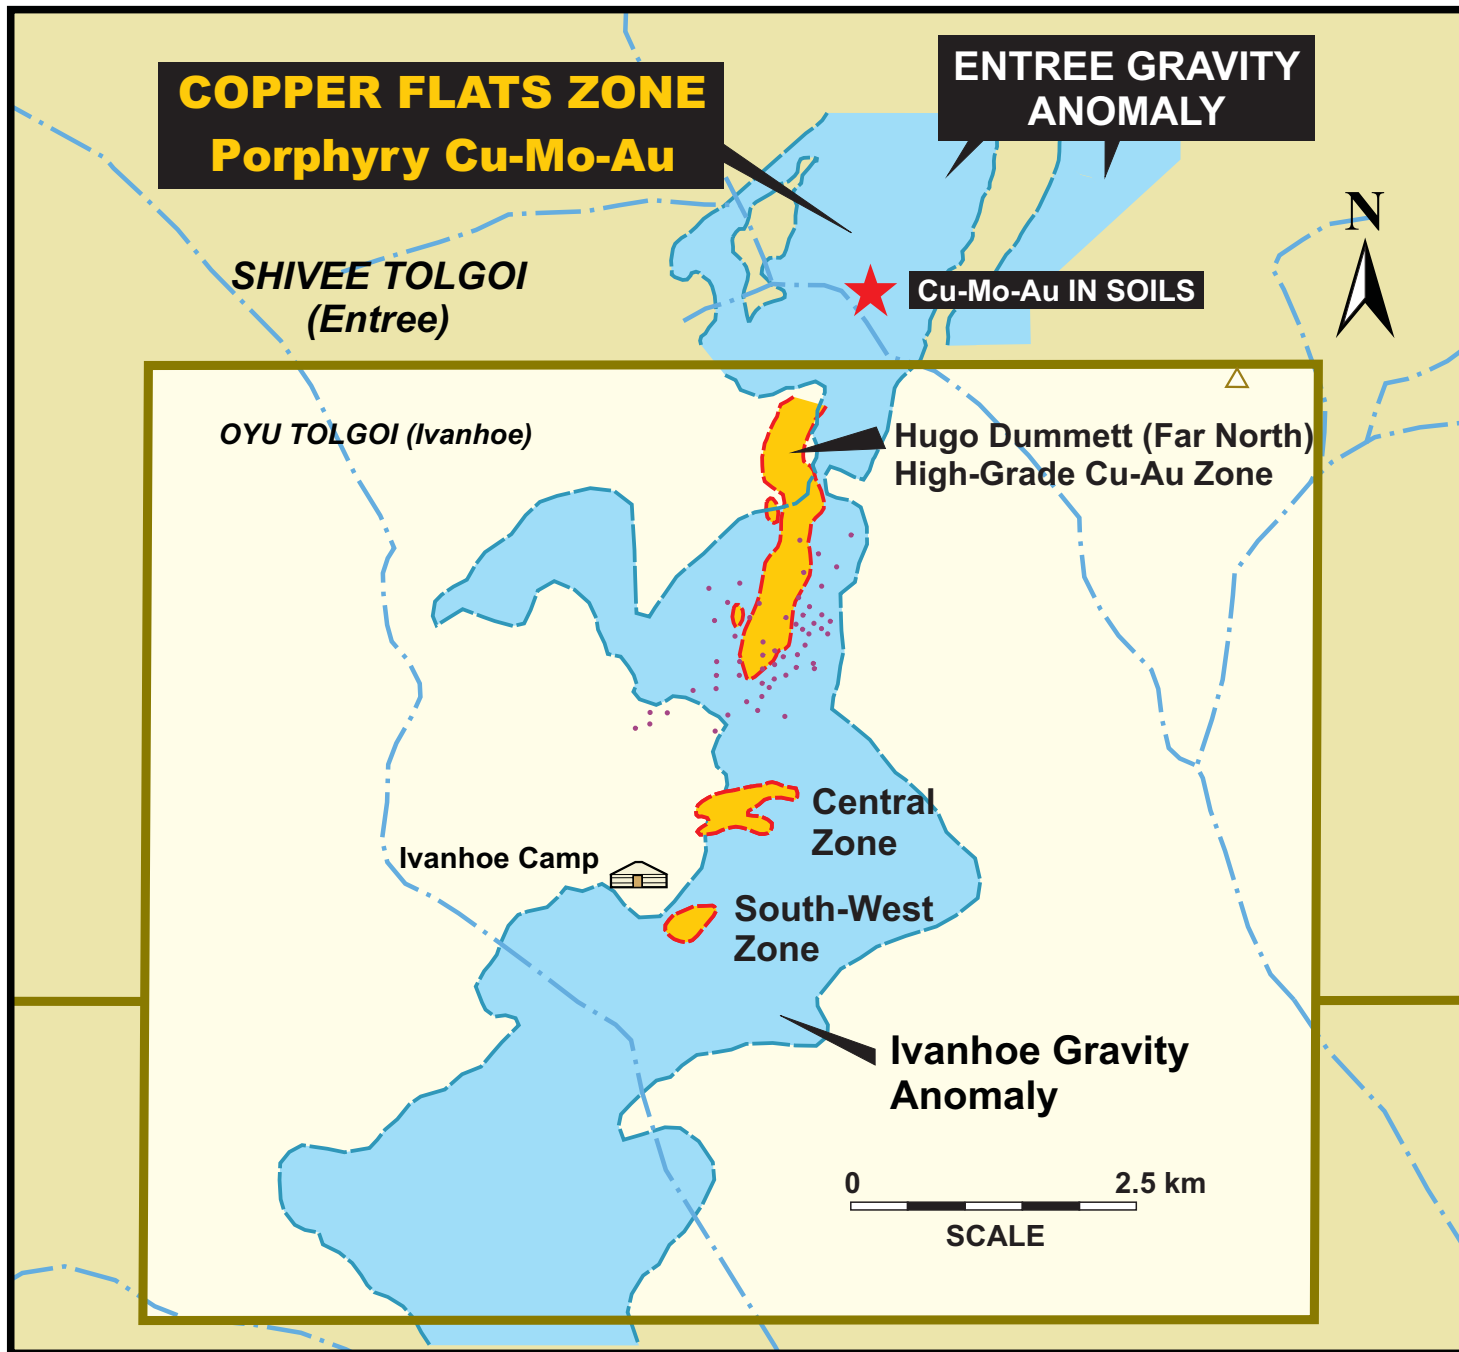 COPPER FLATS ZONE
Porphyry Cu-Mo-Au
ENTREE GRAVITY
ANOMALY
N
SHIVEE TOLGOI
(Entree)
Cu-Mo-Au IN SOILS
OYU TOLGOI (Ivanhoe)
Hugo Dummett (Far North)
High-Grade Cu-Au Zone
Central
Zone
Ivanhoe Camp
South-West
Zone
Ivanhoe Gravity
Anomaly
0 2.5 km
SCALE